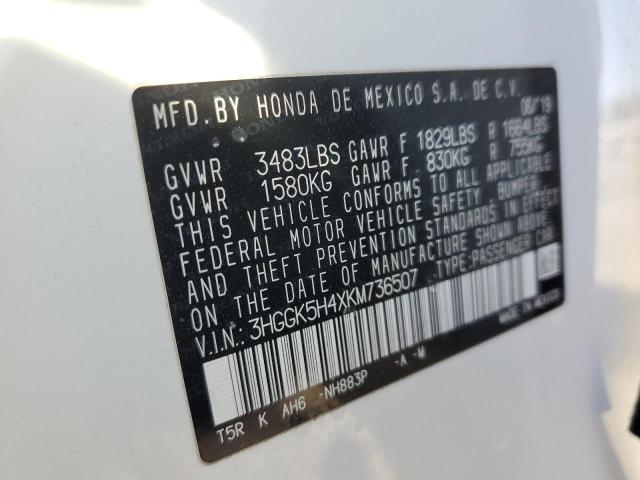 MFD. BY HONDA DE MEXICO S.A. DE C.V.
06/19
GVWR 3483LBS GAWR F 1829LBS R 1664LBS
GVWR 1580KG GAWR F. 830KG R 755KG
THIS VEHICLE CONFORMS TO ALL APPLICABLE
FEDERAL MOTOR VEHICLE SAFETY, BUMPER,
AND THEFT PREVENTION STANDARDS IN EFFECT
ON THE DATE OF MANUFACTURE SHOWN ABOVE
V.I.N.: 3HGGK5H4XKM736507 TYPE:PASSENGER CAR
MADE IN MEXICO
T5R K AH6 -NH883P -A -M